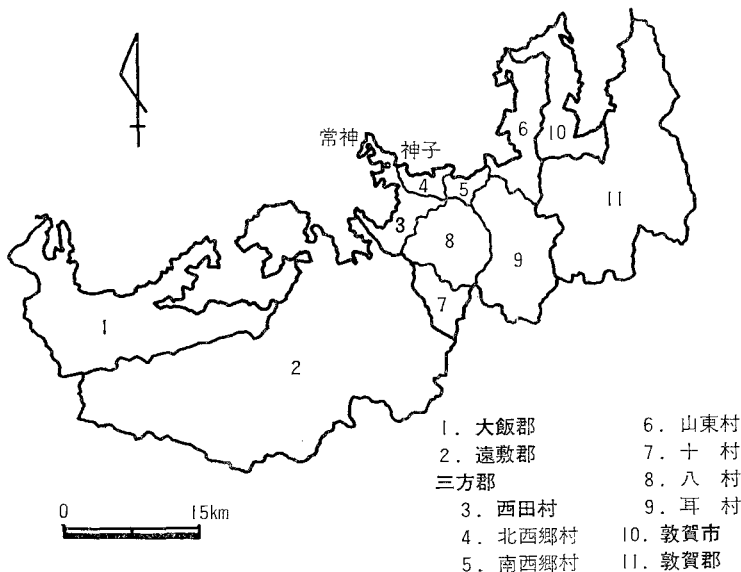 常神
神子
6
10
4
5
11
3
8
9
7
1
2
1. 大飯郡
2. 遠敷郡
三方郡
3. 西田村
4. 北西郷村
5. 南西郷村
6. 山東村
7. 十 村
8. 八 村
9. 耳 村
10. 敦賀市
11. 敦賀郡
0 15km